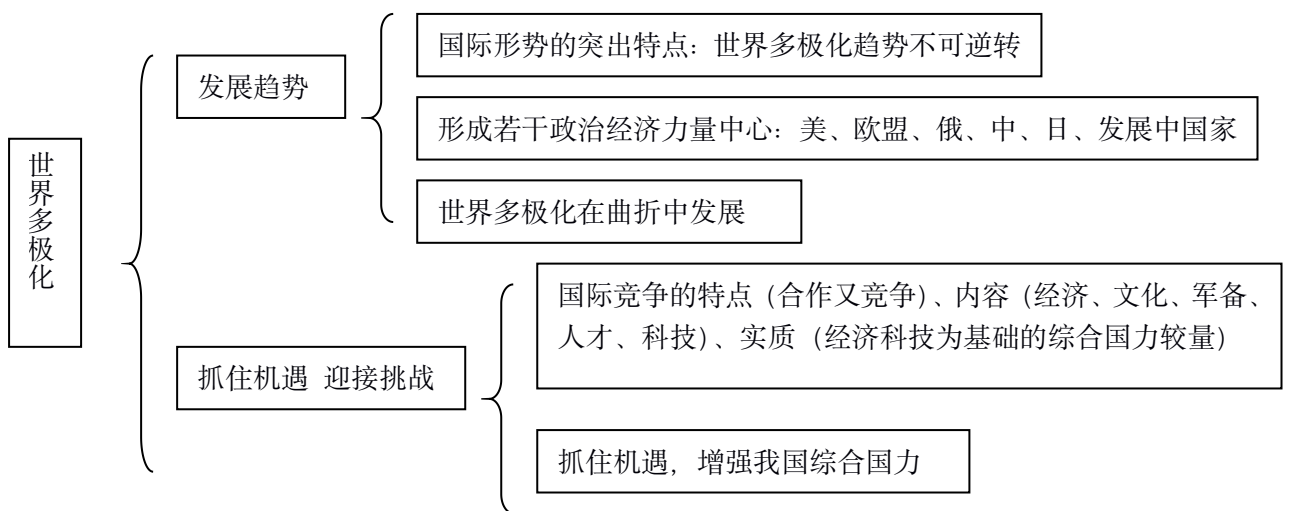 世界多极化
发展趋势
国际形势的突出特点：世界多极化趋势不可逆转
形成若干政治经济力量中心：美、欧盟、俄、中、日、发展中国家
世界多极化在曲折中发展
抓住机遇 迎接挑战
国际竞争的特点（合作又竞争）、内容（经济、文化、军备、
人才、科技）、实质（经济科技为基础的综合国力较量）
抓住机遇，增强我国综合国力